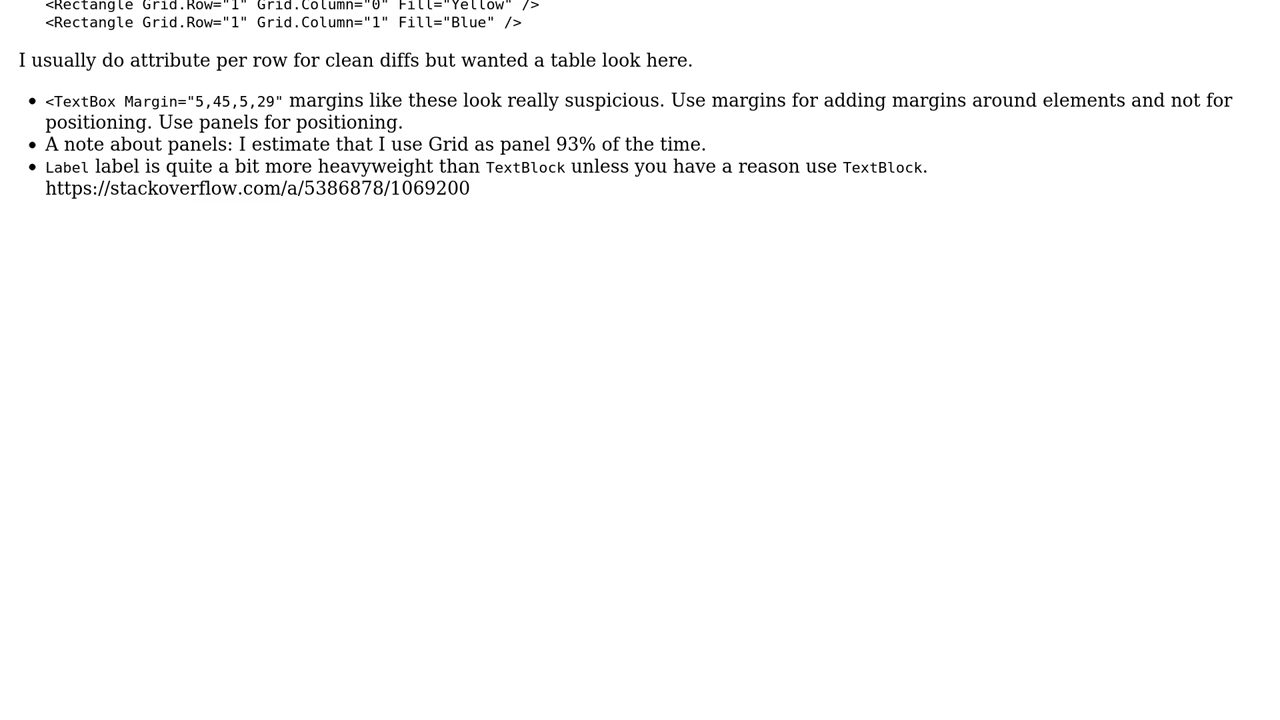 <Rectangle Grid.Row="1" Grid.Column="0" Fill="Yellow" />
<Rectangle Grid.Row="1" Grid.Column="1" Fill="Blue" />
I usually do attribute per row for clean diffs but wanted a table look here.
• <TextBox Margin="5,45,5,29" margins like these look really suspicious. Use margins for adding margins around elements and not for
positioning. Use panels for positioning.
• A note about panels: I estimate that I use Grid as panel 93% of the time.
• Label label is quite a bit more heavyweight than TextBlock unless you have a reason use TextBlock.
https://stackoverflow.com/a/5386878/1069200